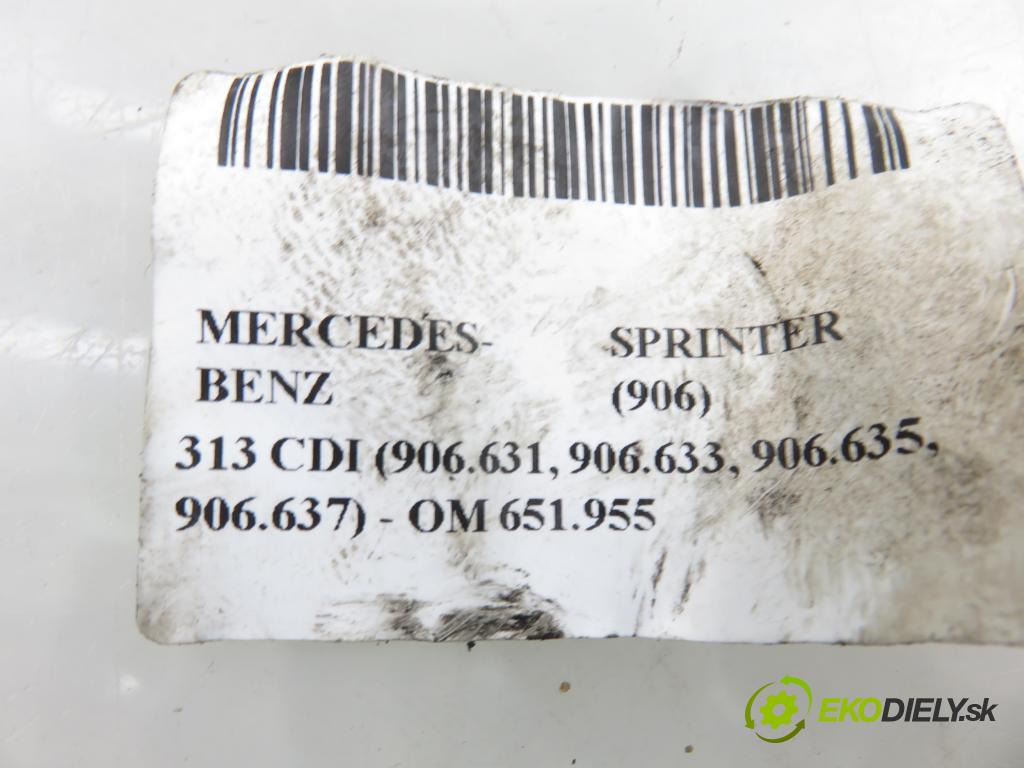 MERCEDES- SPRINTER
BENZ (906)
313 CDI (906.631, 906.633, 906.635,
906.637) - OM 651.955
EKODIELY.sk